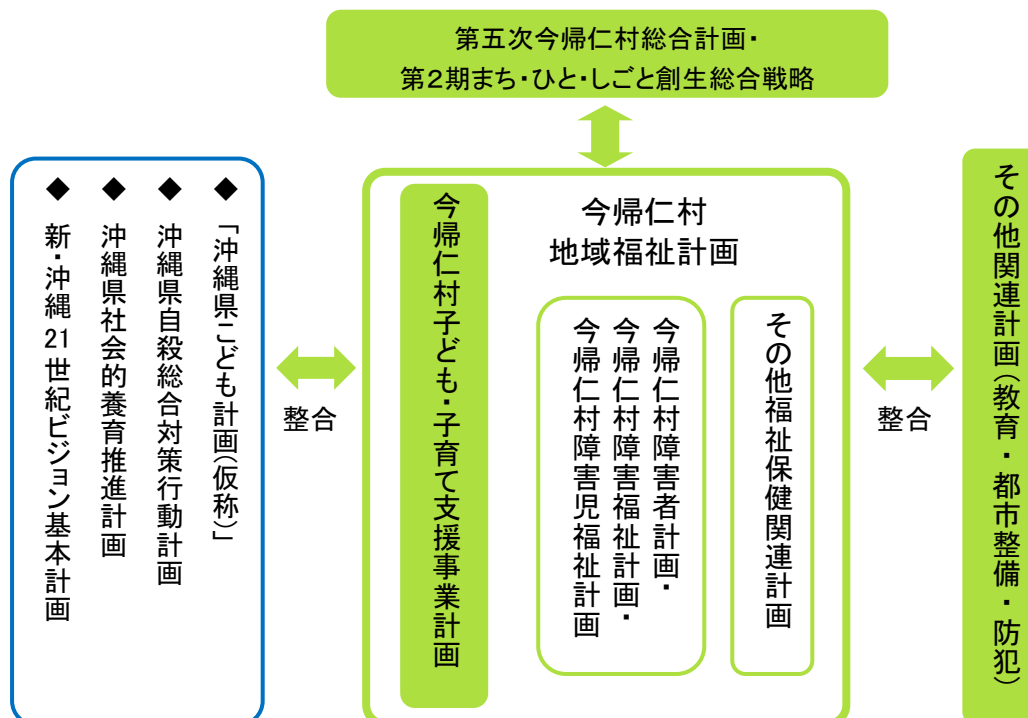 第五次今帰仁村総合計画・
第２期まち・ひと・しごと創生総合戦略
◆ 「沖縄県こども計画（仮称）」
◆ 沖縄県自殺総合対策行動計画
◆ 沖縄県社会的養育推進計画
◆ 新・沖縄21世紀ビジョン基本計画
整合
今帰仁村子ども・子育て支援事業計画
今帰仁村
地域福祉計画
今帰仁村障害者計画・
今帰仁村障害福祉計画・
今帰仁村障害児福祉計画
その他福祉保健関連計画
整合
その他関連計画（教育・都市整備・防犯）